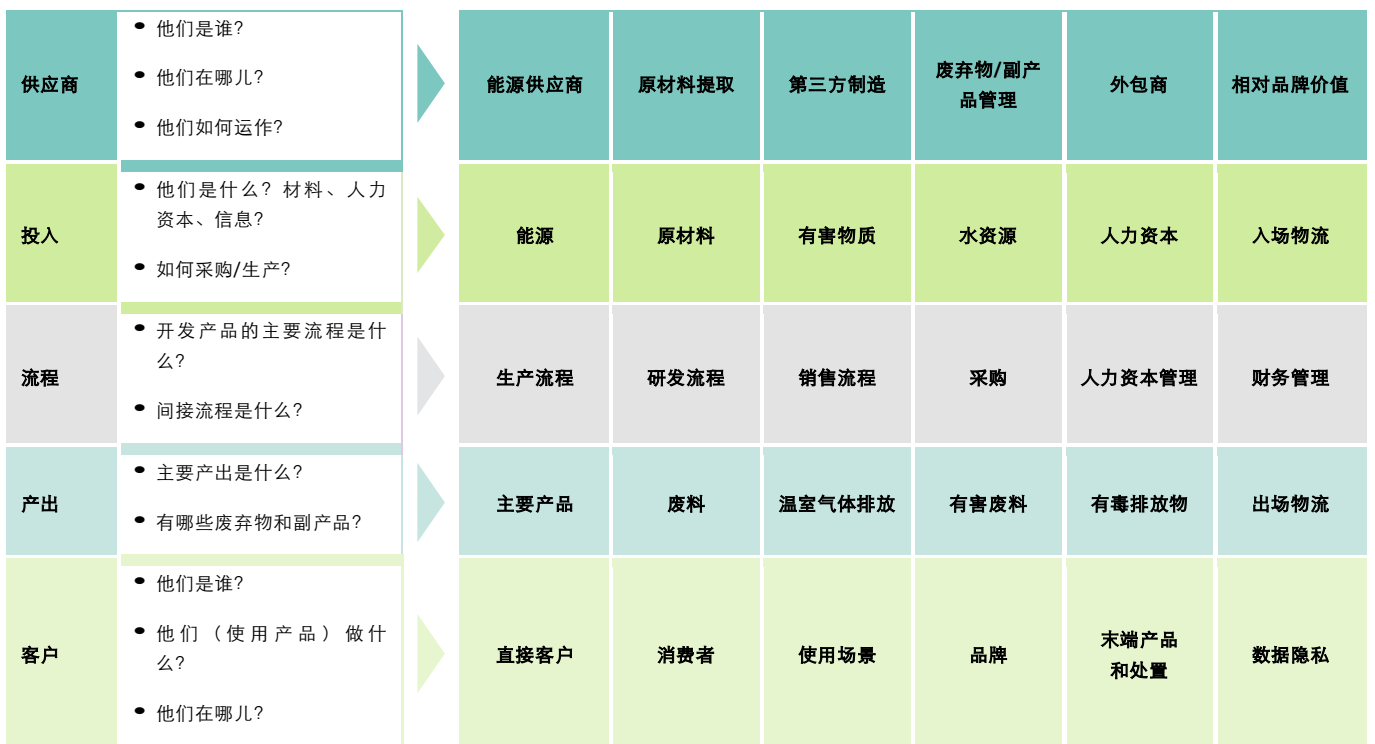 供应商
他们是谁?
他们在哪儿?
他们如何运作?
能源供应商
原材料提取
第三方制造
废弃物/副产
品管理
外包商
相对品牌价值
投入
他们是什么? 材料、人力
资本、信息?
如何采购/生产?
能源
原材料
有害物质
水资源
人力资本
入场物流
流程
开发产品的主要流程是什
么?
间接流程是什么?
生产流程
研发流程
销售流程
采购
人力资本管理
财务管理
产出
主要产出是什么?
有哪些废弃物和副产品?
主要产品
废料
温室气体排放
有害废料
有毒排放物
出场物流
客户
他们是谁?
他们（使用产品）做什
么?
他们在哪儿?
直接客户
消费者
使用场景
品牌
末端产品
和处置
数据隐私